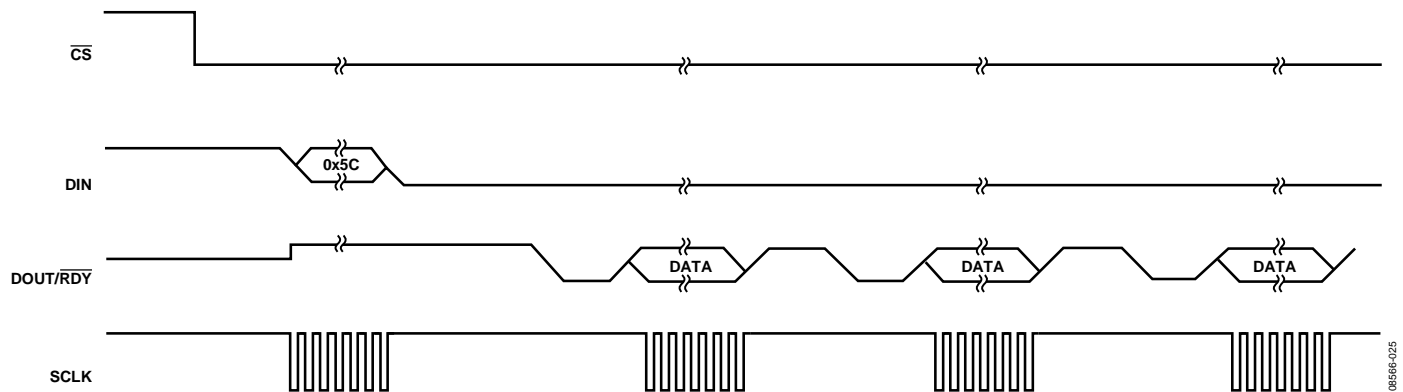 CS
DIN
0x5C
DOUT/RDY
DATA
DATA
DATA
SCLK
08566-025